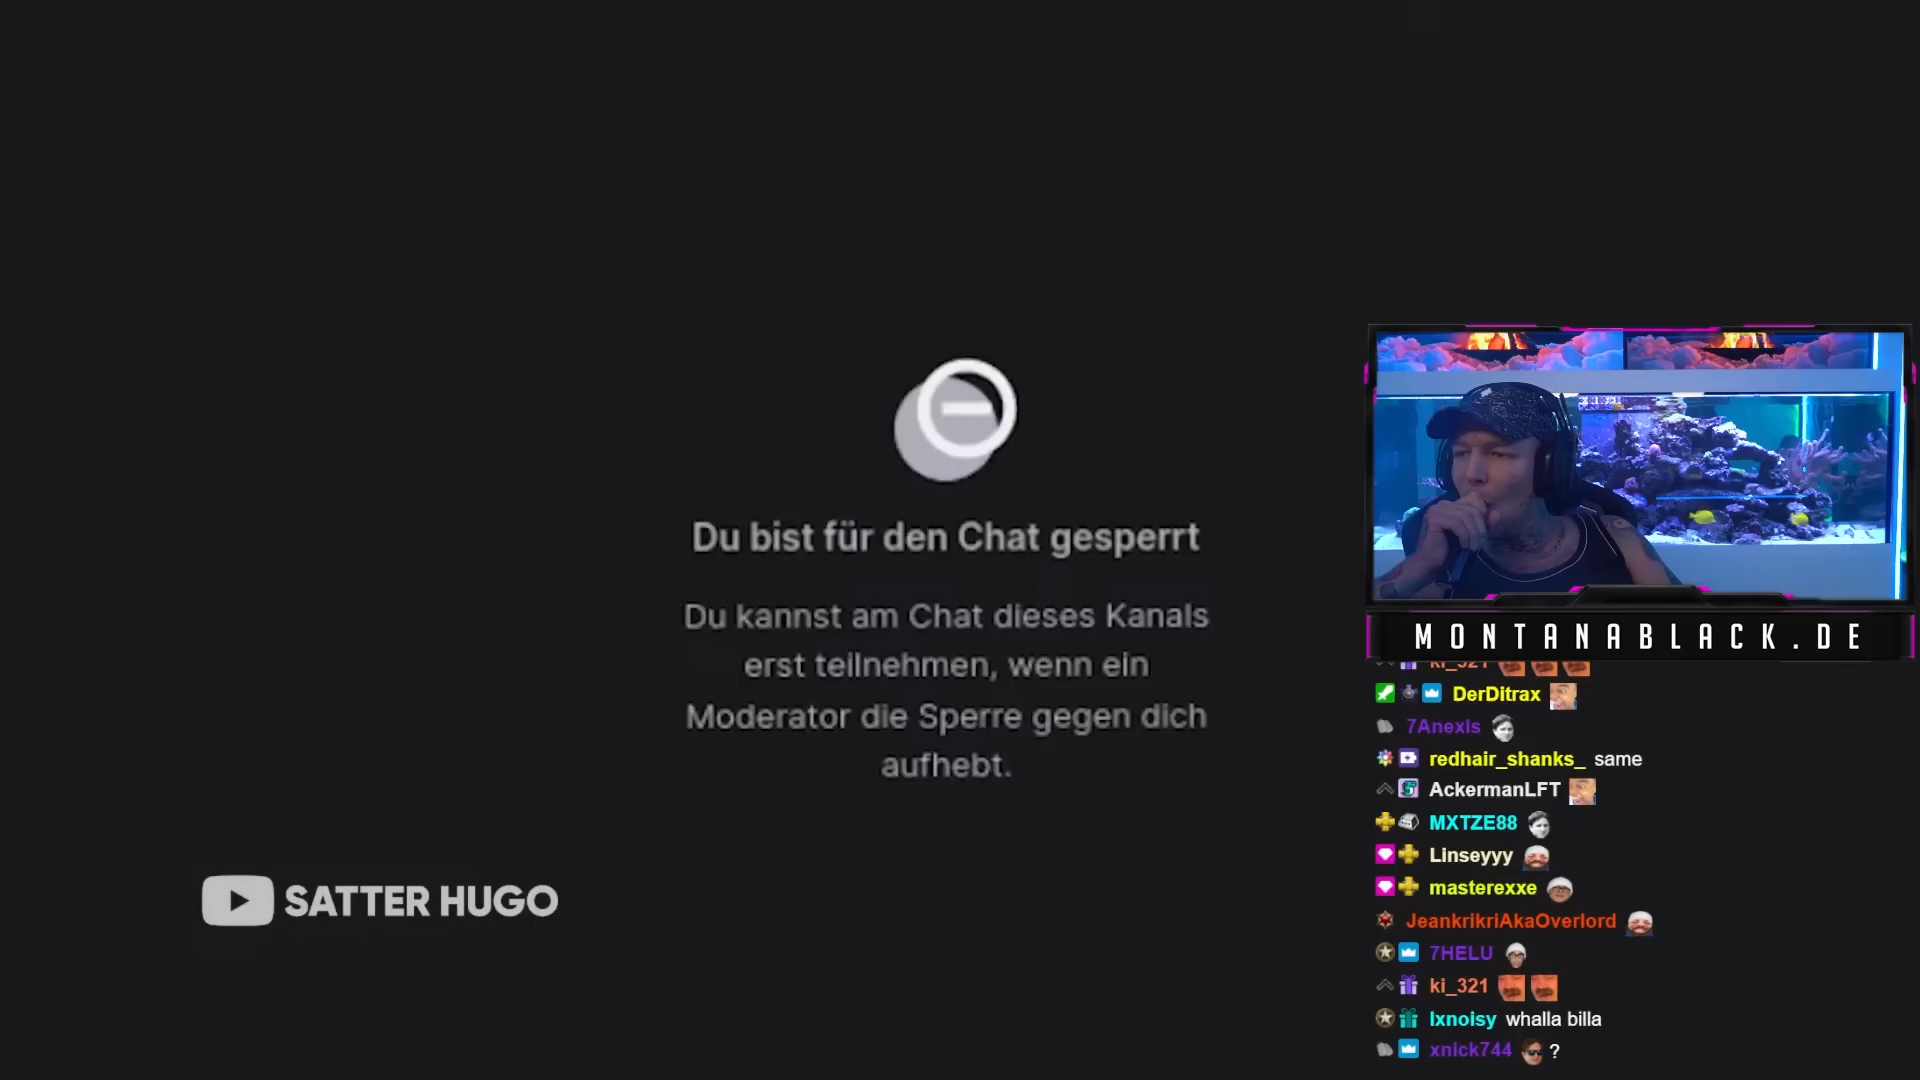 Du bist für den Chat gesperrt
Du kannst am Chat dieses Kanals
erst teilnehmen, wenn ein
Moderator die Sperre gegen dich
aufhebt.
SATTER HUGO
MONTANABLACK.DE
ki_321
DerDitrax
7Anexis
redhair_shanks_ same
AckermanLFT
MXTZE88
Linseyyy
masterexxe
JeankrikriAkaOverlord
7HELU
ki_321
lxnoisy whalla billa
xnick744 ?